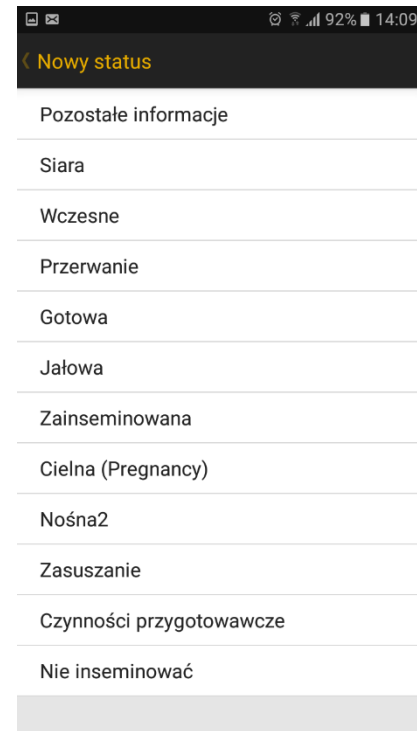 92% 14:09
Nowy status
Pozostałe informacje
Siara
Wczesne
Przerwanie
Gotowa
Jałowa
Zainseminowana
Cielna (Pregnancy)
Nośna2
Zasuszanie
Czynności przygotowawcze
Nie inseminować